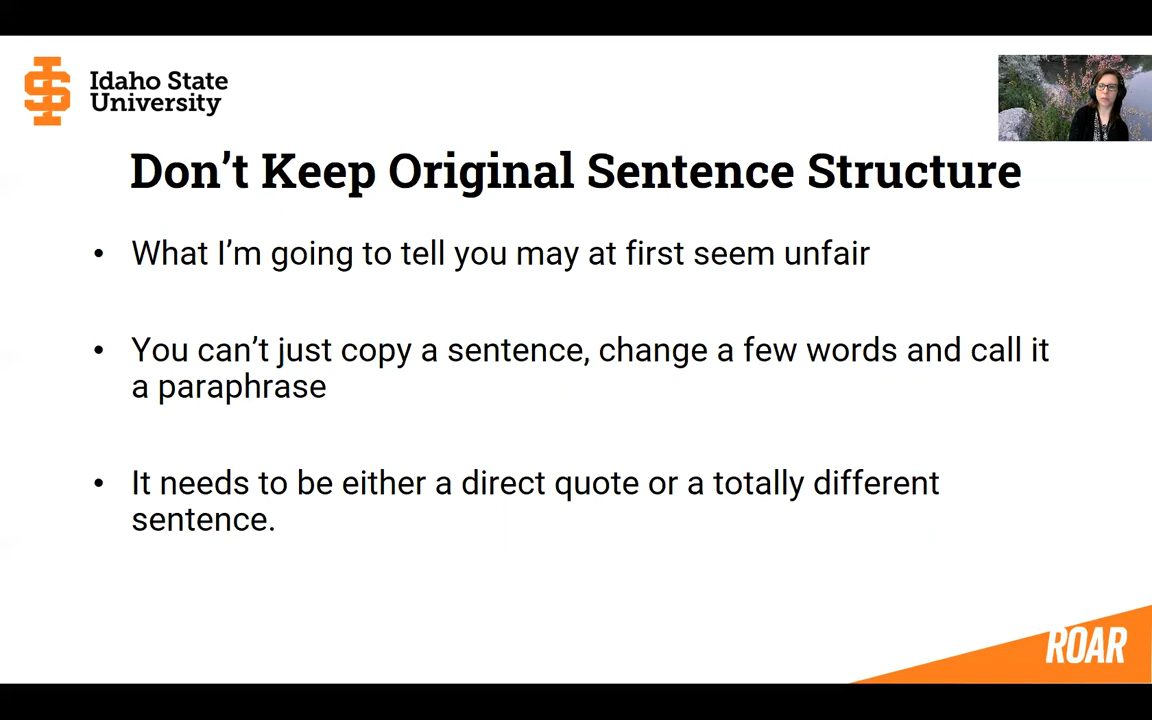 Idaho State
University
Don’t Keep Original Sentence Structure
• What I’m going to tell you may at first seem unfair
• You can’t just copy a sentence, change a few words and call it
a paraphrase
• It needs to be either a direct quote or a totally different
sentence.
ROAR